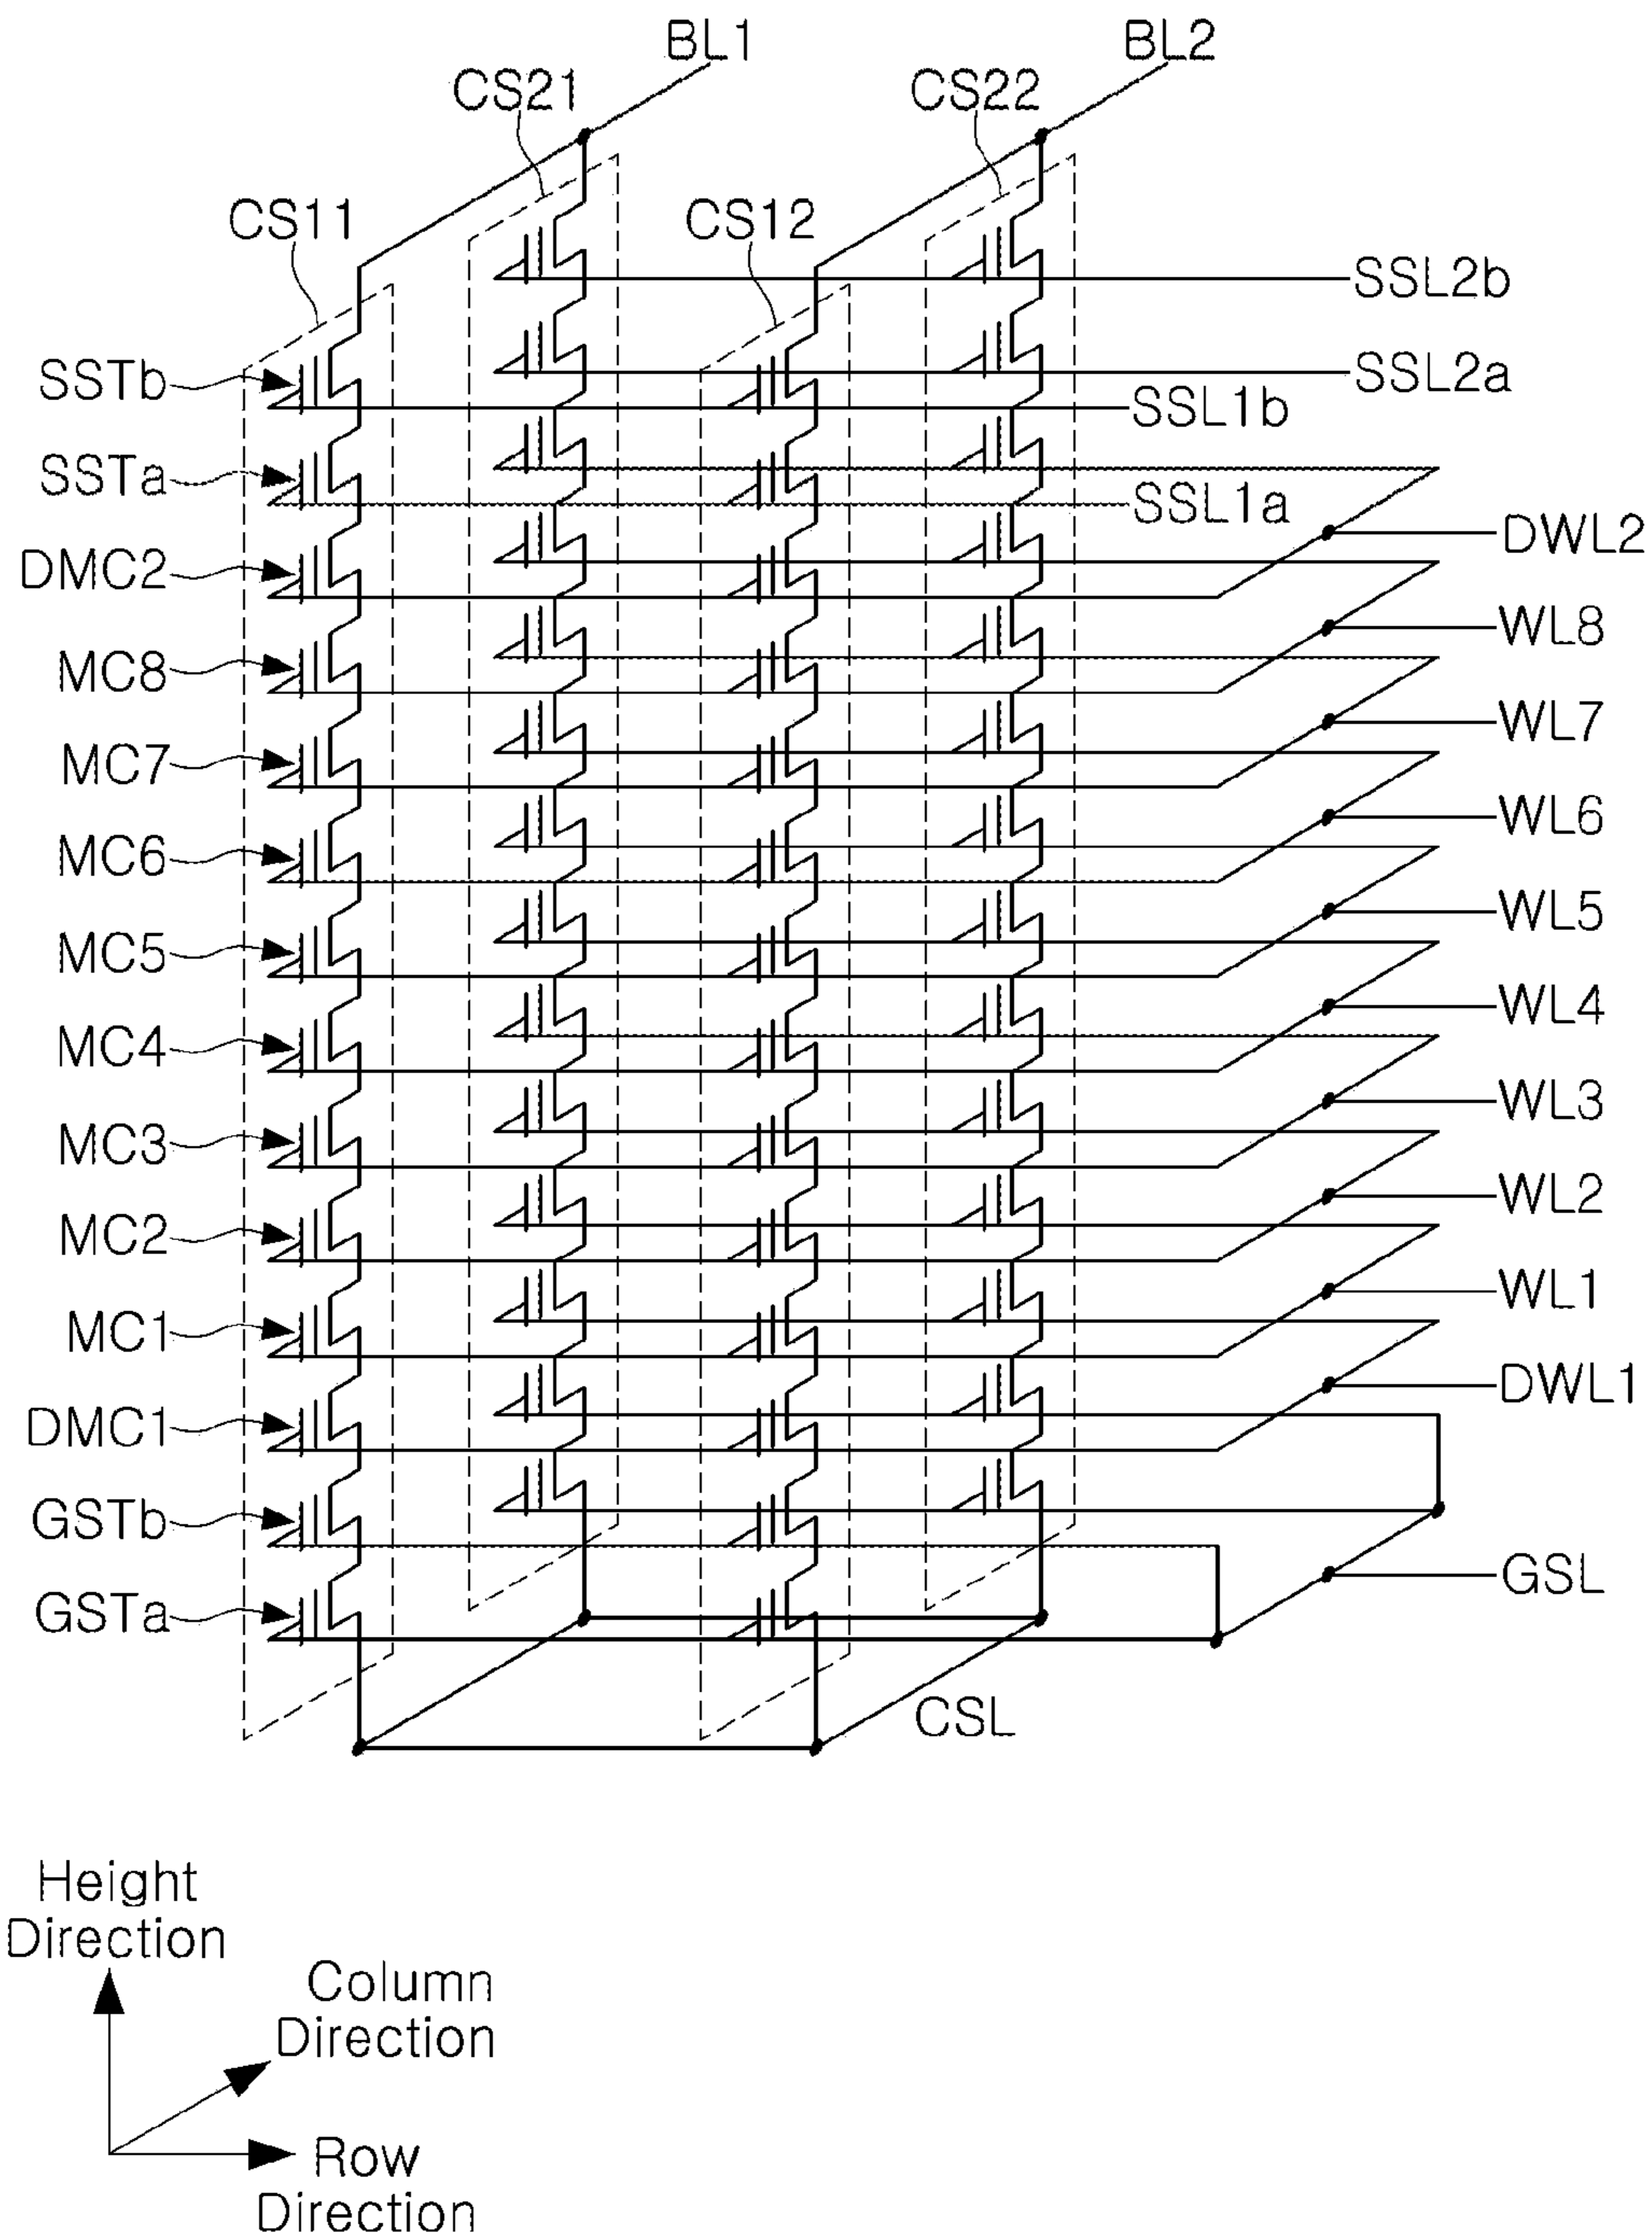 BL1
BL2
CS21
CS22
CS11
CS12
SSL2b
SSTb
SSL2a
SSL1b
SSTa
SSL1a
DWL2
DMC2
WL8
MC8
WL7
MC7
WL6
MC6
WL5
MC5
WL4
MC4
WL3
MC3
WL2
MC2
WL1
MC1
DWL1
DMC1
GSTb
GSL
GSTa
CSL
Height
Direction
Column
Direction
Row
Direction